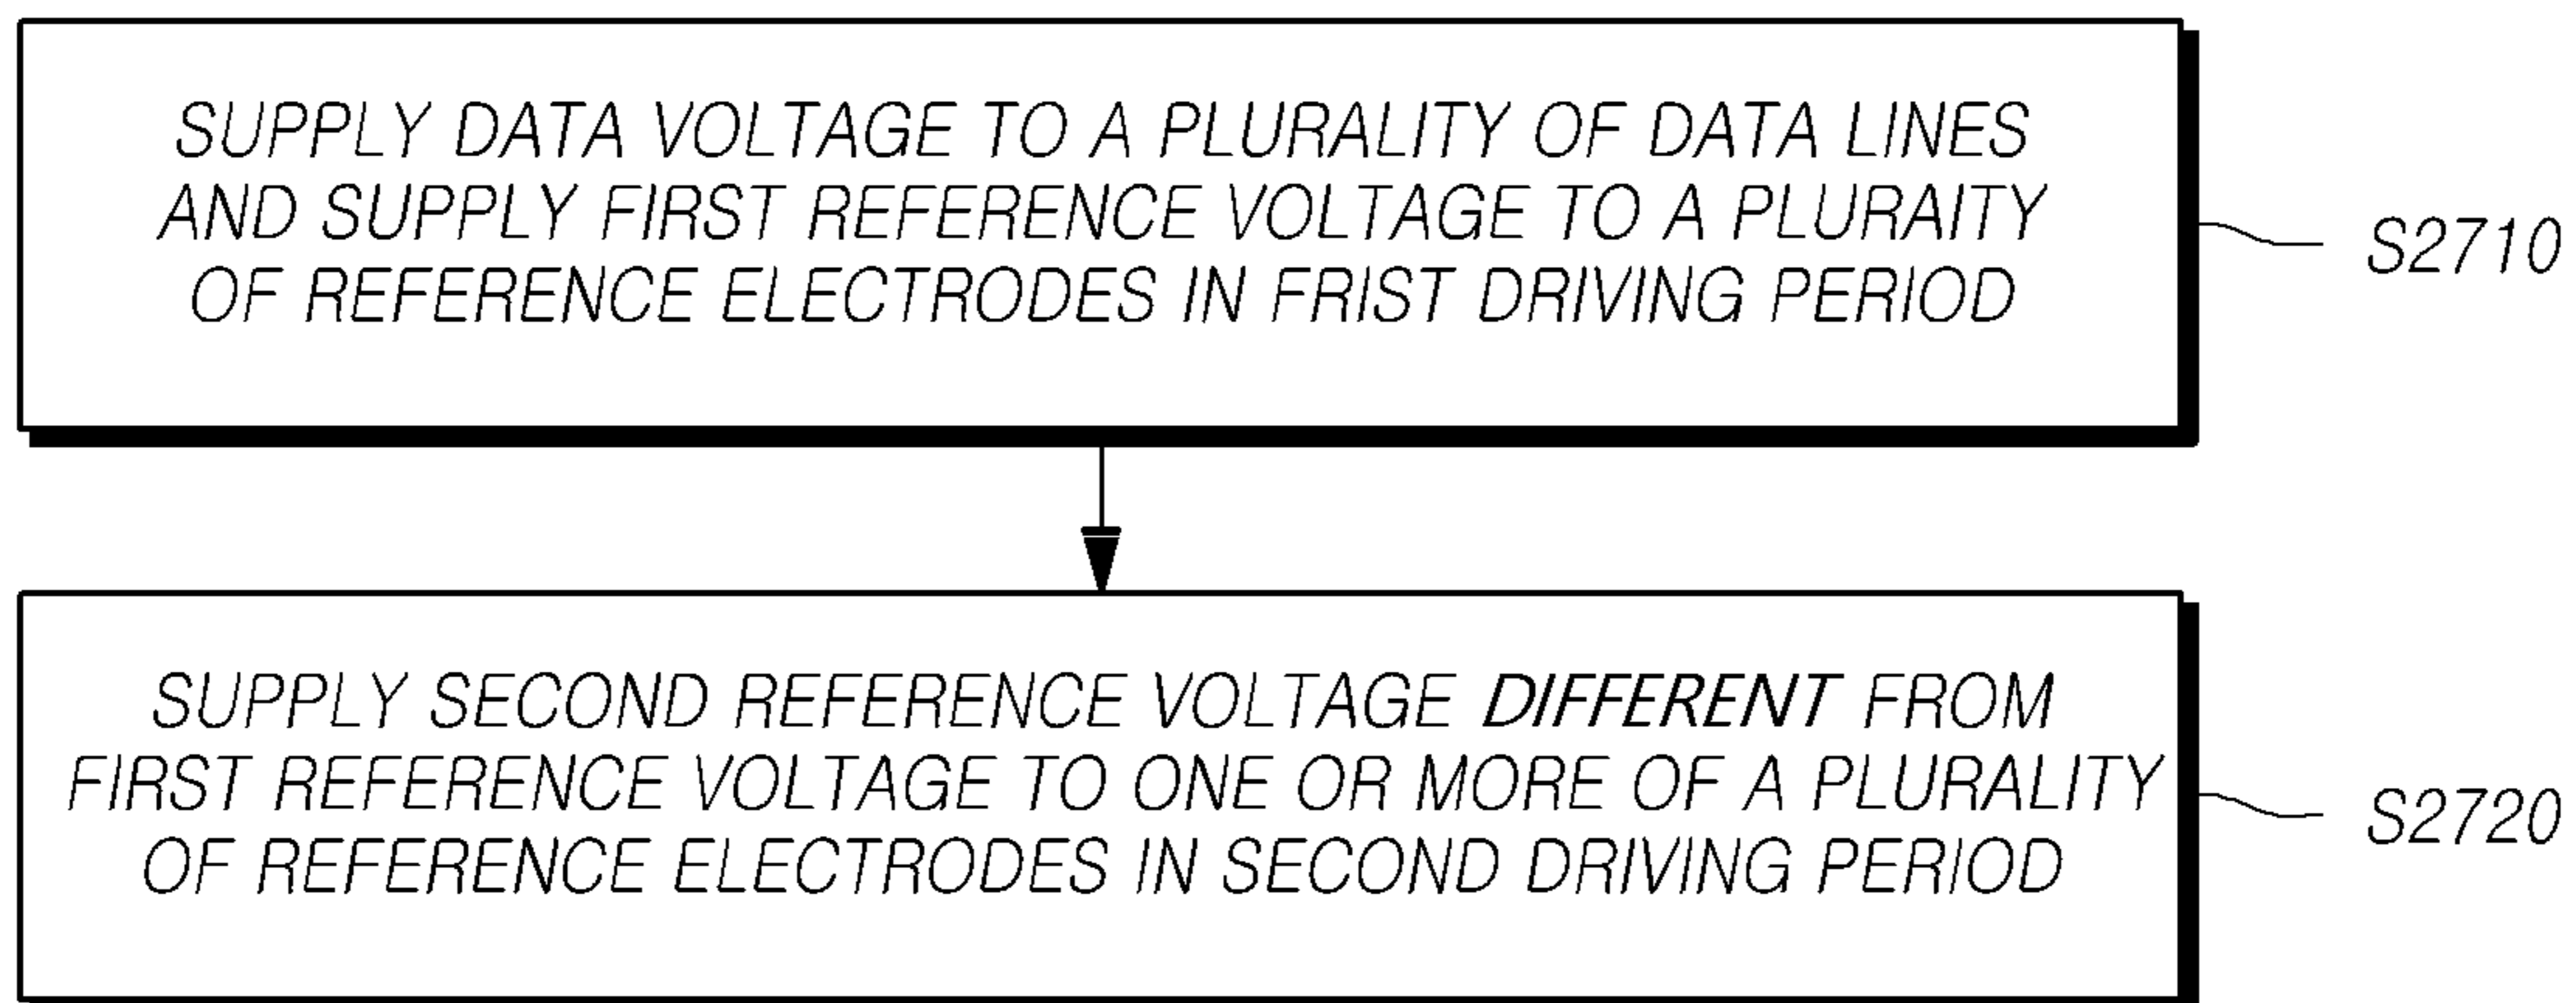 SUPPLY DATA VOLTAGE TO A PLURALITY OF DATA LINES
AND SUPPLY FIRST REFERENCE VOLTAGE TO A PLURAITY
OF REFERENCE ELECTRODES IN FRIST DRIVING PERIOD
S2710
SUPPLY SECOND REFERENCE VOLTAGE DIFFERENT FROM
FIRST REFERENCE VOLTAGE TO ONE OR MORE OF A PLURALITY
OF REFERENCE ELECTRODES IN SECOND DRIVING PERIOD
S2720